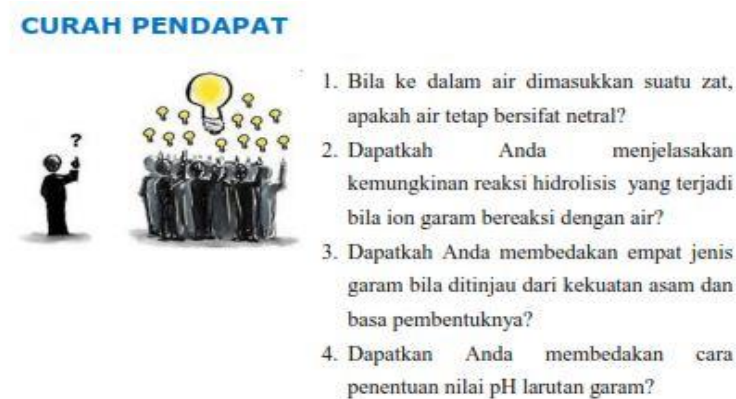 CURAH PENDAPAT
?
1. Bila ke dalam air dimasukkan suatu zat,
apakah air tetap bersifat netral?
2. Dapatkah Anda menjelasakan
kemungkinan reaksi hidrolisis yang terjadi
bila ion garam bereaksi dengan air?
3. Dapatkah Anda membedakan empat jenis
garam bila ditinjau dari kekuatan asam dan
basa pembentuknya?
4. Dapatkan Anda membedakan cara
penentuan nilai pH larutan garam?